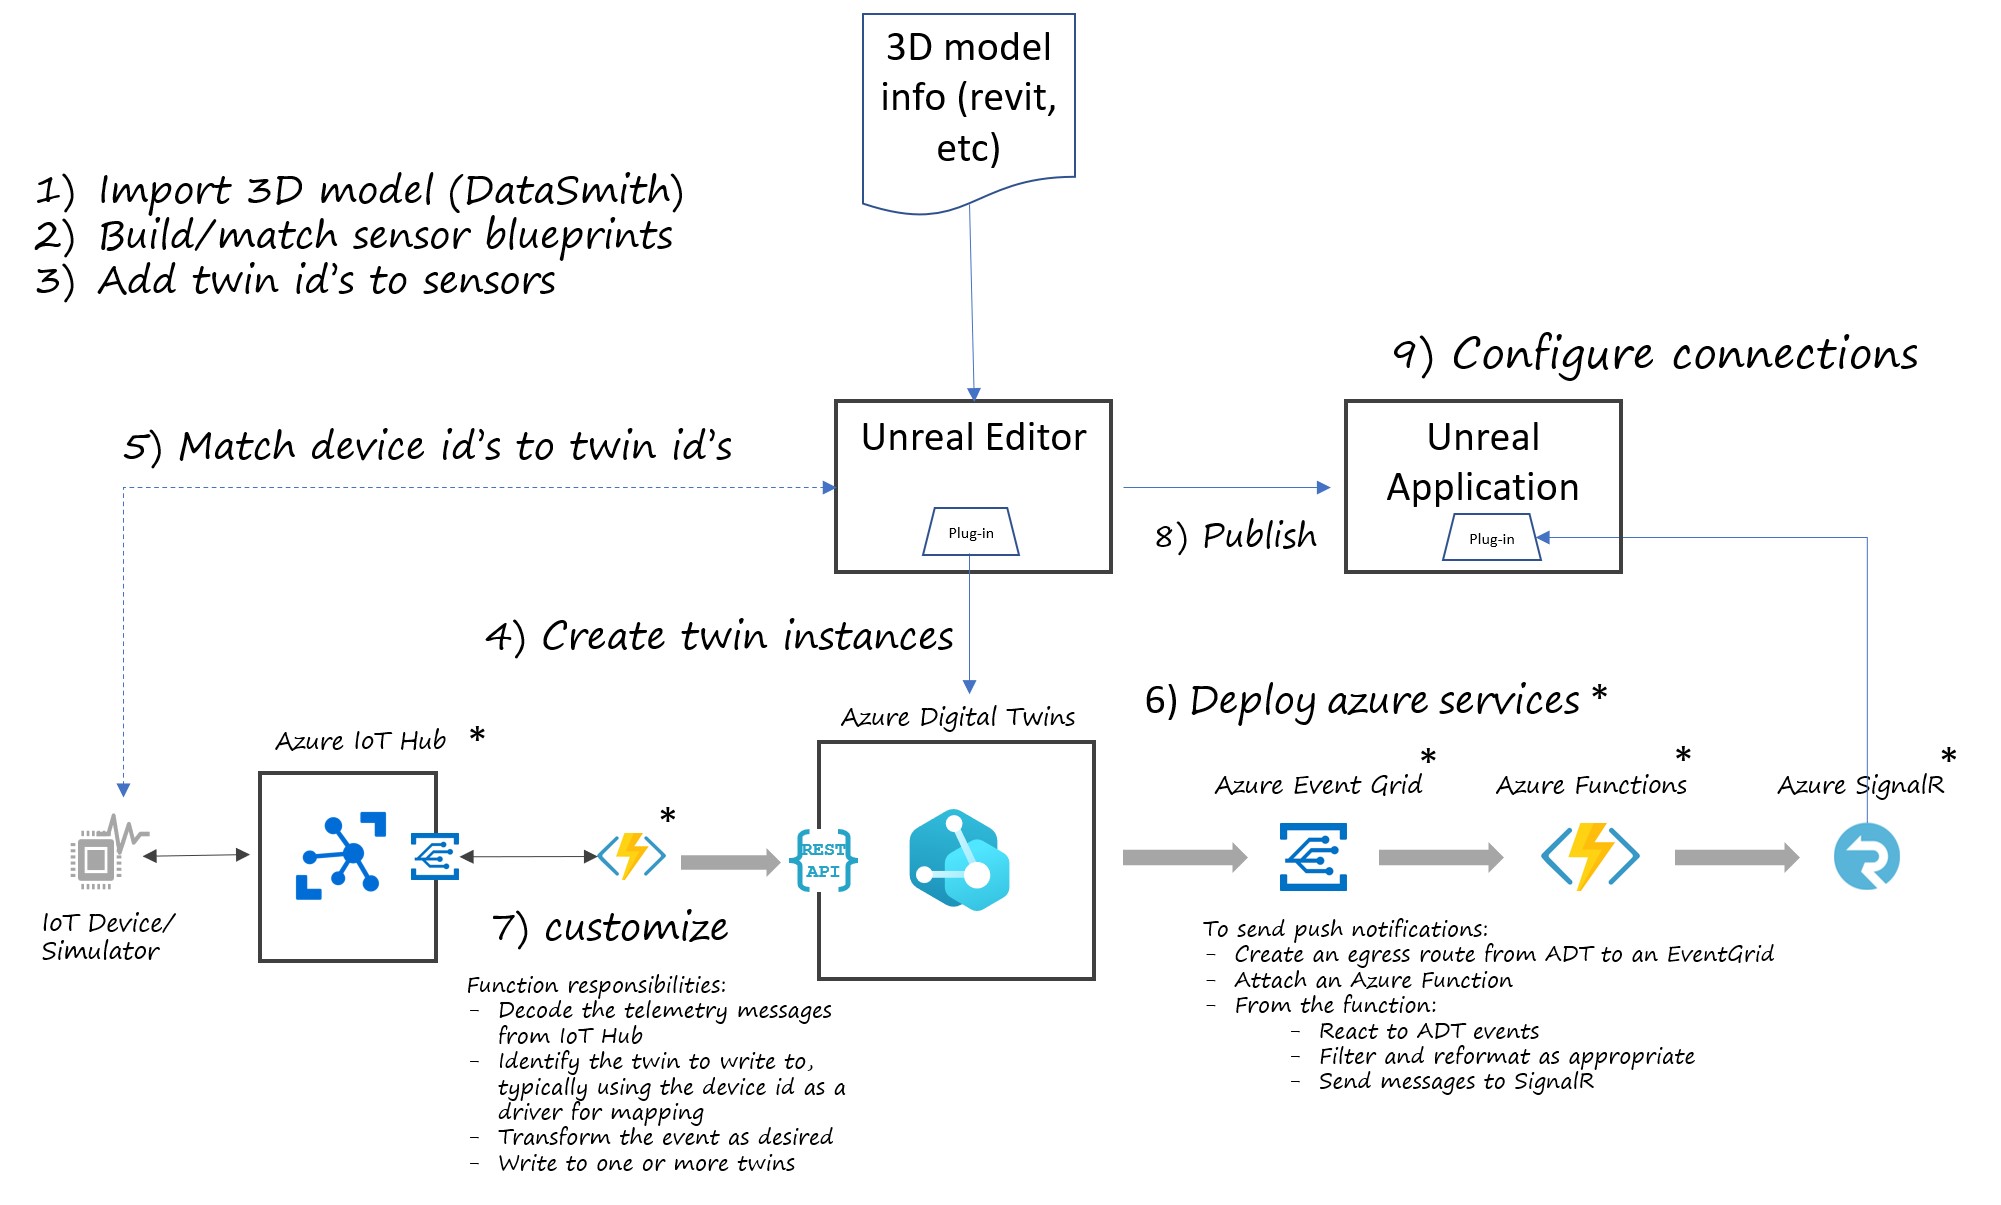 3D model
info (revit,
etc)
1) Import 3D model (DataSmith)
2) Build/match sensor blueprints
3) Add twin id's to sensors
9) Configure connections
5) Match device id's to twin id's
Unreal Editor
Plug-in
8) Publish
Unreal
Application
Plug-in
4) Create twin instances
6) Deploy azure services *
Azure IoT Hub *
Azure Digital Twins
Azure Event Grid *
Azure Functions *
Azure SignalR *
*
REST
API
IoT Device/
Simulator
7) customize
Function responsibilities:
- Decode the telemetry messages
from IoT Hub
- Identify the twin to write to,
typically using the device id as a
driver for mapping
- Transform the event as desired
- Write to one or more twins
To send push notifications:
- Create an egress route from ADT to an EventGrid
- Attach an Azure Function
- From the function:
- React to ADT events
- Filter and reformat as appropriate
- Send messages to SignalR